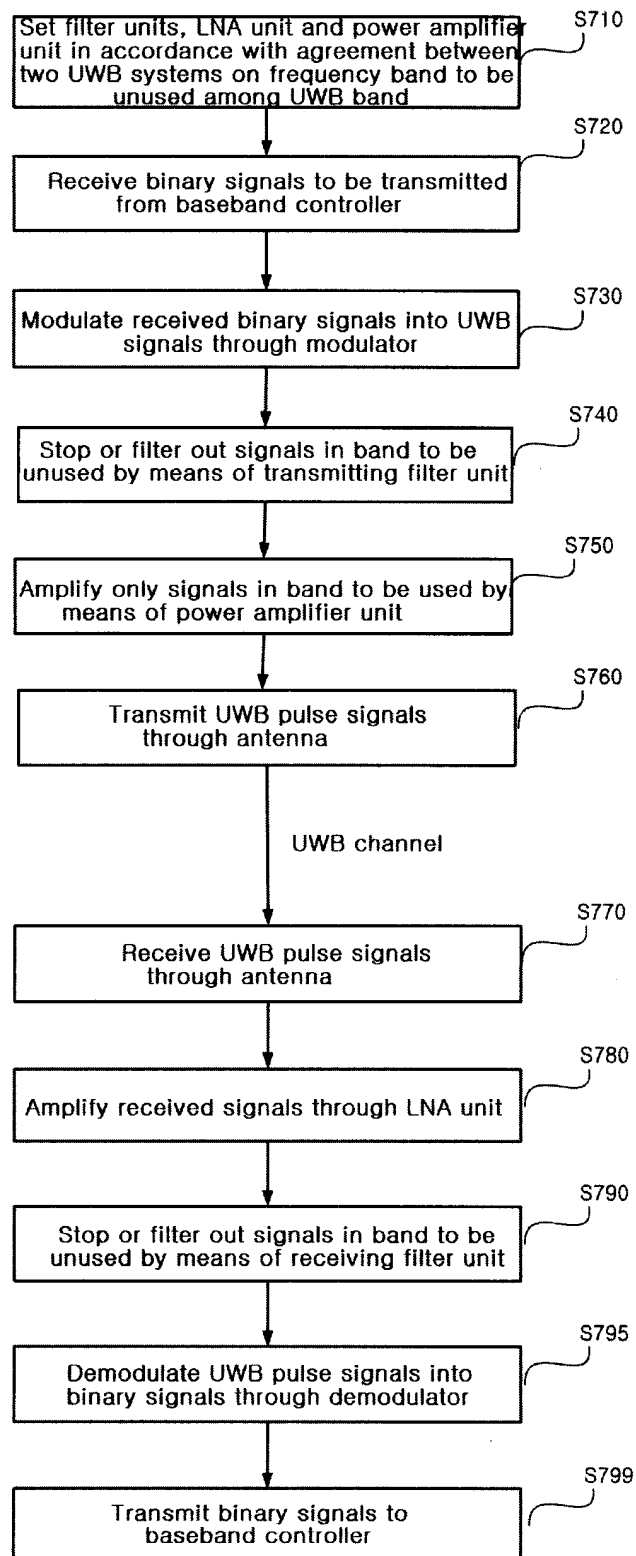 S710
Set filter units, LNA unit and power amplifier
unit in accordance with agreement between
two UWB systems on frequency band to be
unused among UWB band
S720
Receive binary signals to be transmitted
from baseband controller
S730
Modulate received binary signals into UWB
signals through modulator
S740
Stop or filter out signals in band to be
unused by means of transmitting filter unit
S750
Amplify only signals in band to be used by
means of power amplifier unit
S760
Transmit UWB pulse signals
through antenna
UWB channel
S770
Receive UWB pulse signals
through antenna
S780
Amplify received signals through LNA unit
S790
Stop or filter out signals in band to be
unused by means of receiving filter unit
S795
Demodulate UWB pulse signals into
binary signals through demodulator
S799
Transmit binary signals to
baseband controller